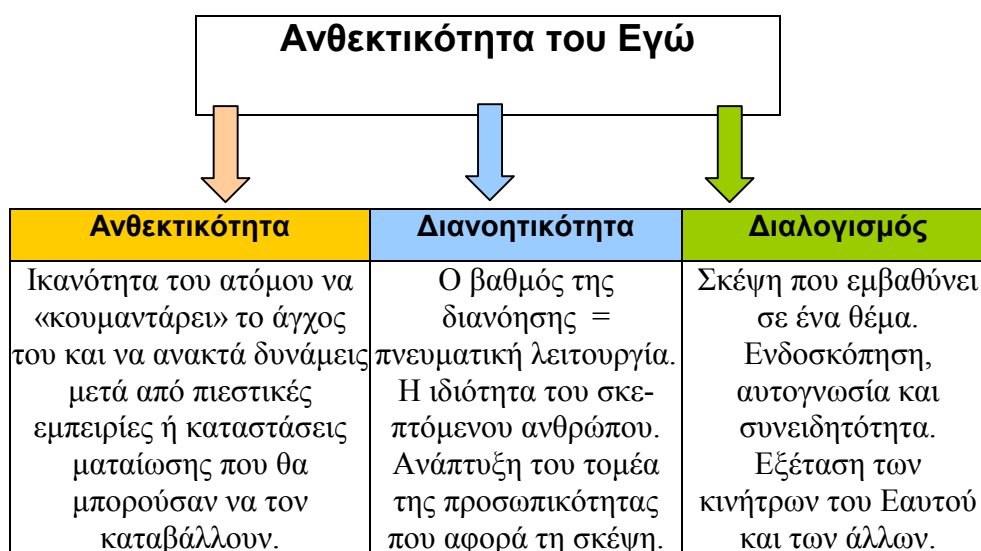 Ανθεκτικότητα του Εγώ
Ανθεκτικότητα
Ικανότητα του ατόμου να
«κουμαντάρει» το άγχος
του και να ανακτά δυνάμεις
μετά από πιεστικές
εμπειρίες ή καταστάσεις
ματαίωσης που θα
μπορούσαν να τον
καταβάλλουν.
Διανοητικότητα
Ο βαθμός της
διανόησης =
πνευματική λειτουργία.
Η ιδιότητα του σκε-
πτόμενου ανθρώπου.
Ανάπτυξη του τομέα
της προσωπικότητας
που αφορά τη σκέψη.
Διαλογισμός
Σκέψη που εμβαθύνει
σε ένα θέμα.
Ενδοσκόπηση,
αυτογνωσία και
συνειδητότητα.
Εξέταση των
κινήτρων του Εαυτού
και των άλλων.